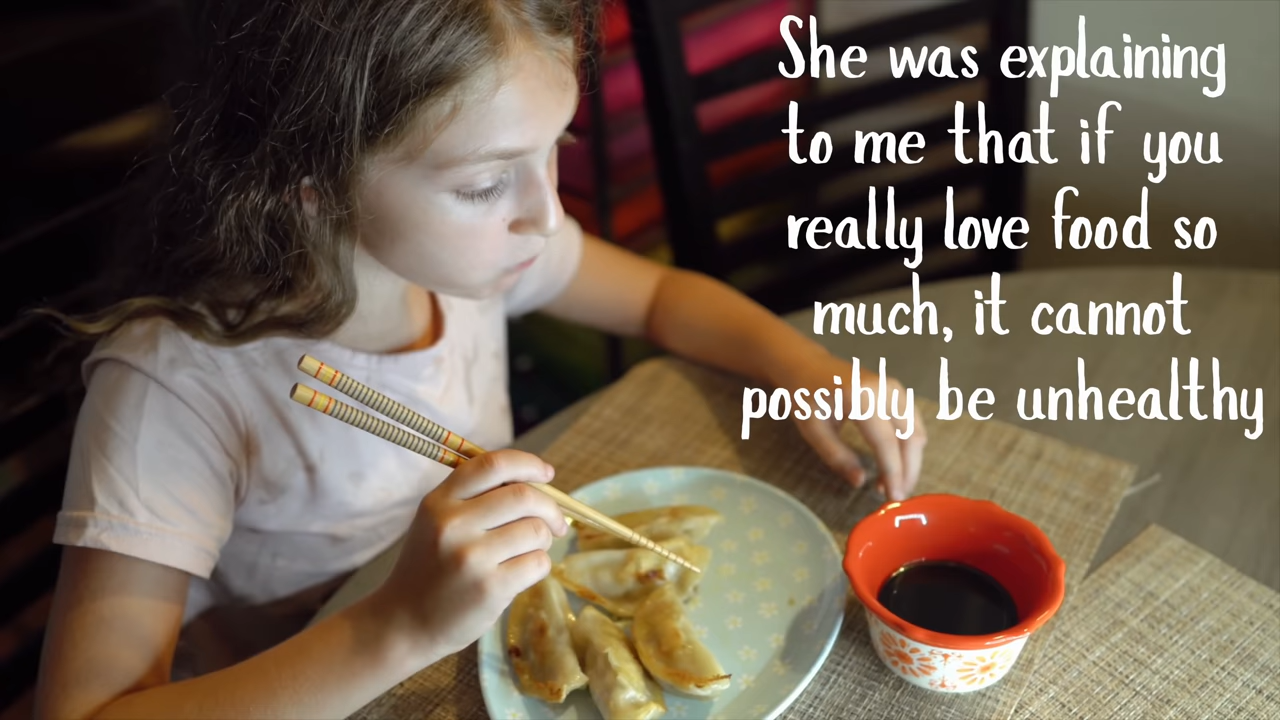 She was explaining
to me that if you
really love food so
much, it cannot
possibly be unhealthy